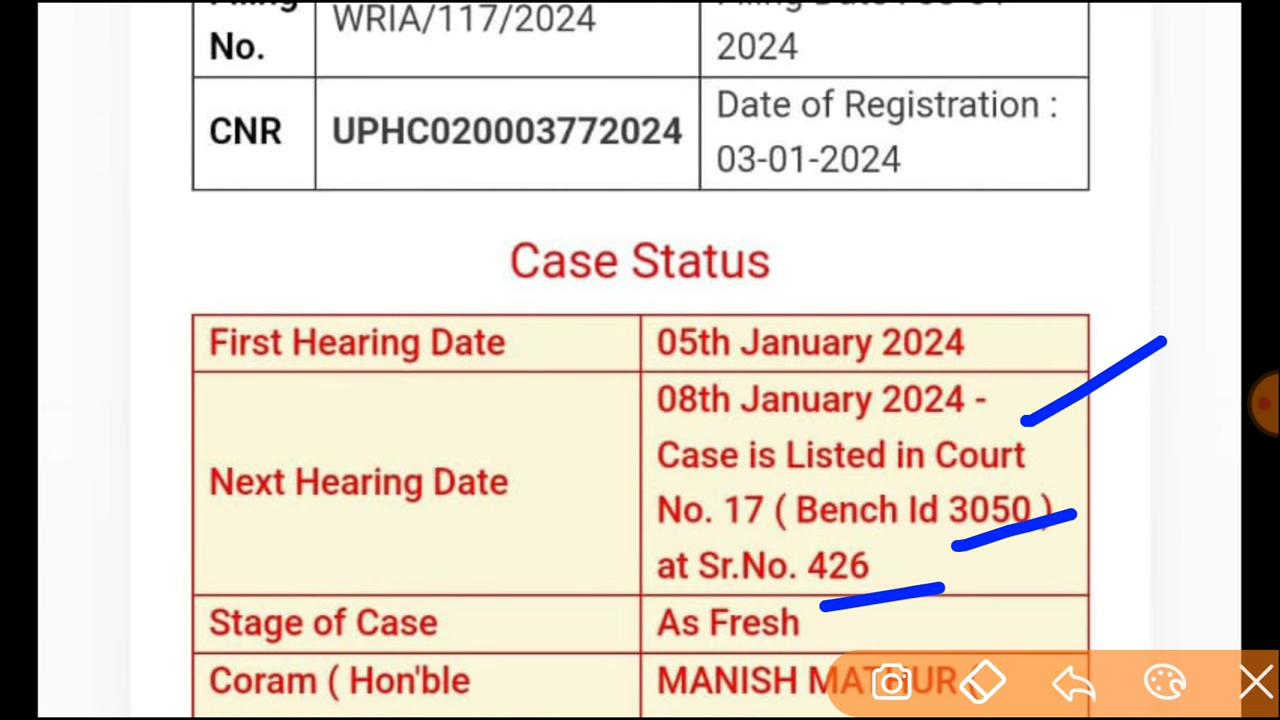 WRIA/117/2024
No.
2024
CNR
UPHC020003772024
Date of Registration :
03-01-2024
Case Status
First Hearing Date
05th January 2024
Next Hearing Date
08th January 2024 -
Case is Listed in Court
No. 17 ( Bench Id 3050 )
at Sr.No. 426
Stage of Case
As Fresh
Coram ( Hon'ble
MANISH MATHUR (